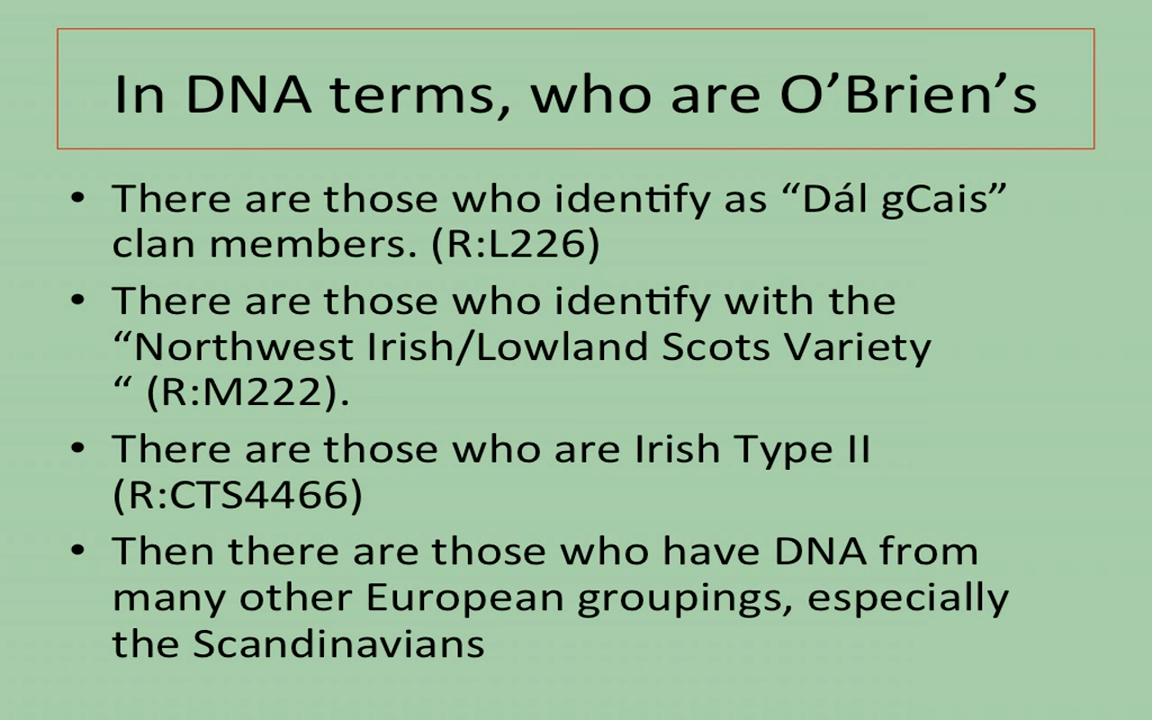 In DNA terms, who are O’Brien’s
• There are those who identify as “Dál gCais”
clan members. (R:L226)
• There are those who identify with the
“Northwest Irish/Lowland Scots Variety
“ (R:M222).
• There are those who are Irish Type II
(R:CTS4466)
• Then there are those who have DNA from
many other European groupings, especially
the Scandinavians